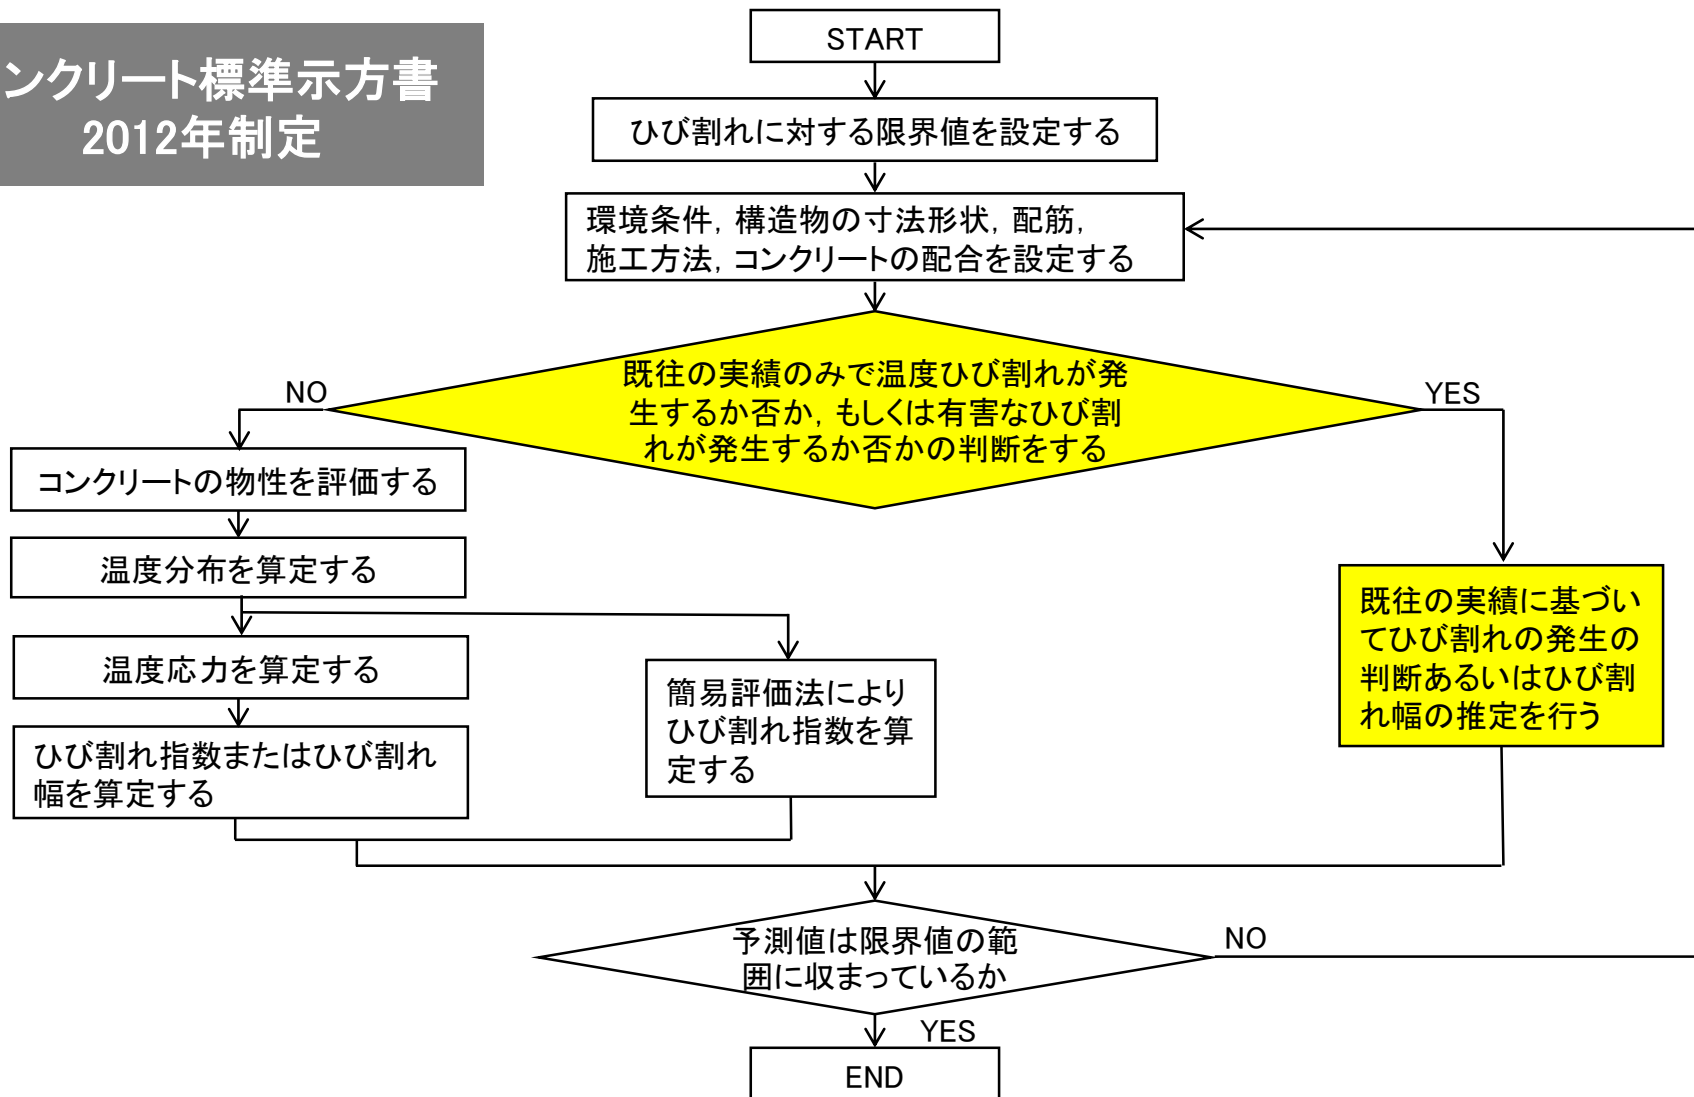 ンクリート標準示方書
2012年制定
START
ひび割れに対する限界値を設定する
環境条件，構造物の寸法形状，配筋，
施工方法，コンクリートの配合を設定する
既往の実績のみで温度ひび割れが発
生するか否か，もしくは有害なひび割
れが発生するか否かの判断をする
NO
YES
コンクリートの物性を評価する
温度分布を算定する
温度応力を算定する
ひび割れ指数またはひび割れ
幅を算定する
簡易評価法により
ひび割れ指数を算
定する
既往の実績に基づい
てひび割れの発生の
判断あるいはひび割
れ幅の推定を行う
予測値は限界値の範
囲に収まっているか
NO
YES
END